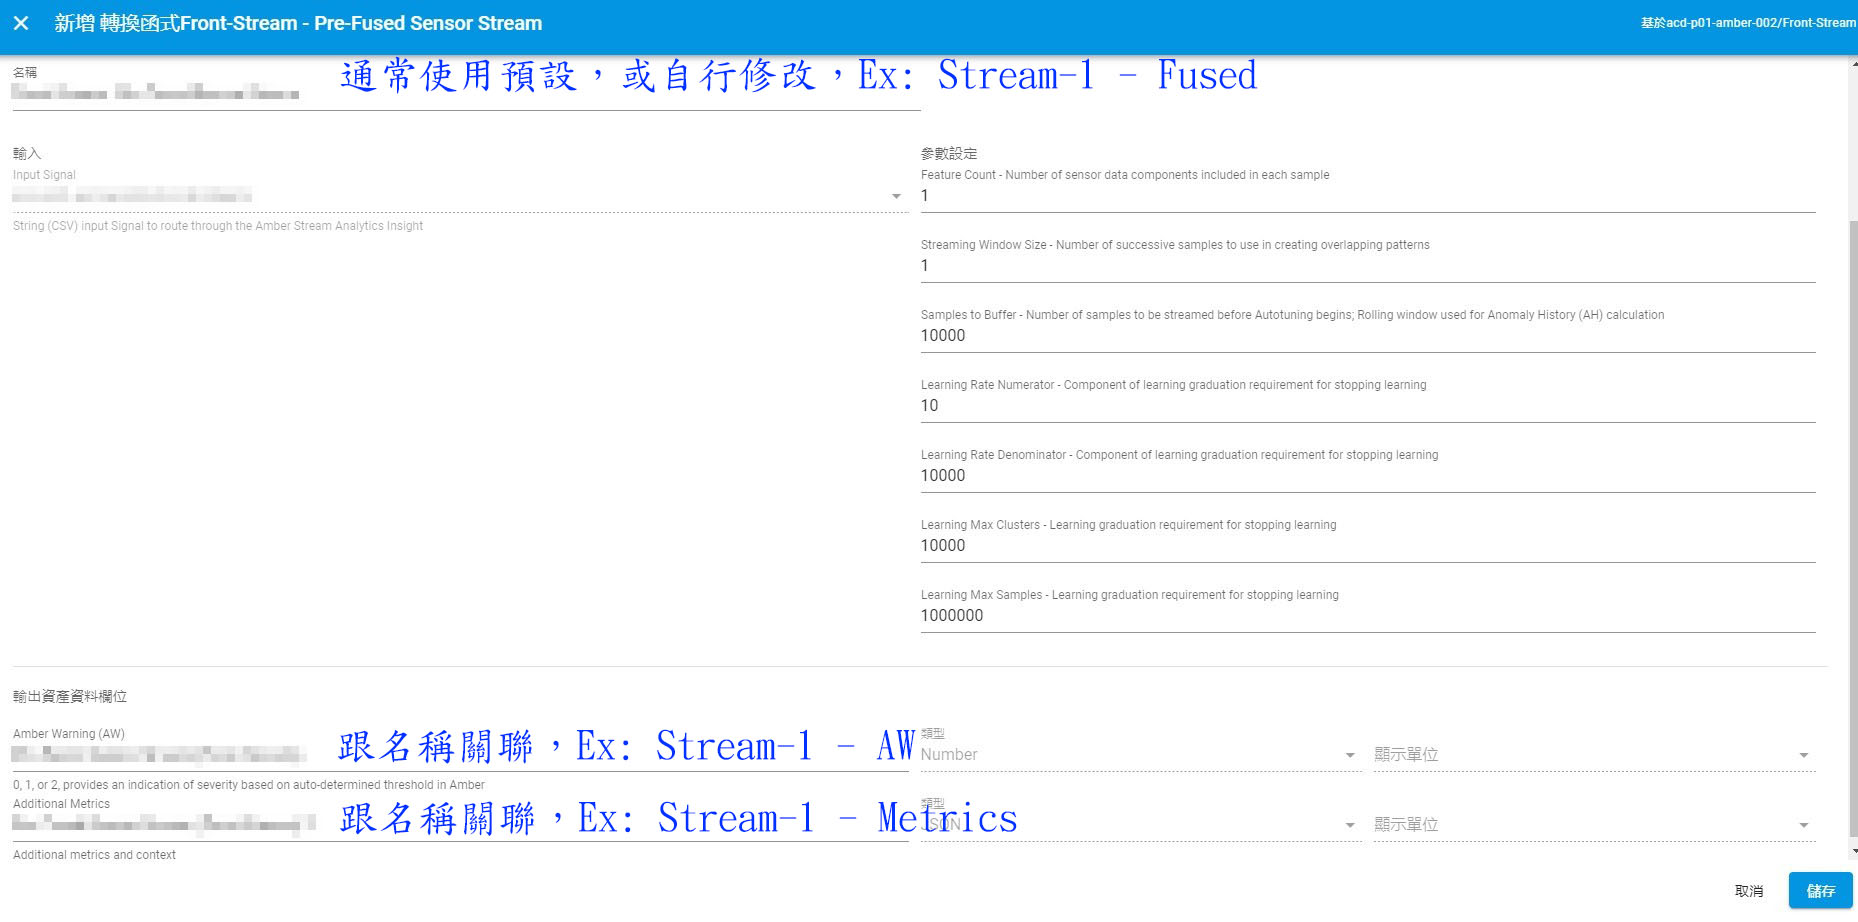 新增 轉換函式Front-Stream - Pre-Fused Sensor Stream
基於acd-p01-amber-002/Front-Stream
名稱
通常使用預設，或自行修改，Ex: Stream-1 - Fused
輸入
Input Signal
String (CSV) input Signal to route through the Amber Stream Analytics Insight
參數設定
Feature Count - Number of sensor data components included in each sample
1
Streaming Window Size - Number of successive samples to use in creating overlapping patterns
1
Samples to Buffer - Number of samples to be streamed before Autotuning begins; Rolling window used for Anomaly History (AH) calculation
10000
Learning Rate Numerator - Component of learning graduation requirement for stopping learning
10
Learning Rate Denominator - Component of learning graduation requirement for stopping learning
10000
Learning Max Clusters - Learning graduation requirement for stopping learning
10000
Learning Max Samples - Learning graduation requirement for stopping learning
1000000
輸出資產資料欄位
Amber Warning (AW)
跟名稱關聯，Ex: Stream-1 - AW
類型
Number
顯示單位
0, 1, or 2, provides an indication of severity based on auto-determined threshold in Amber
Additional Metrics
跟名稱關聯，Ex: Stream-1 - Metrics
類型
JSON
顯示單位
Additional metrics and context
取消
儲存